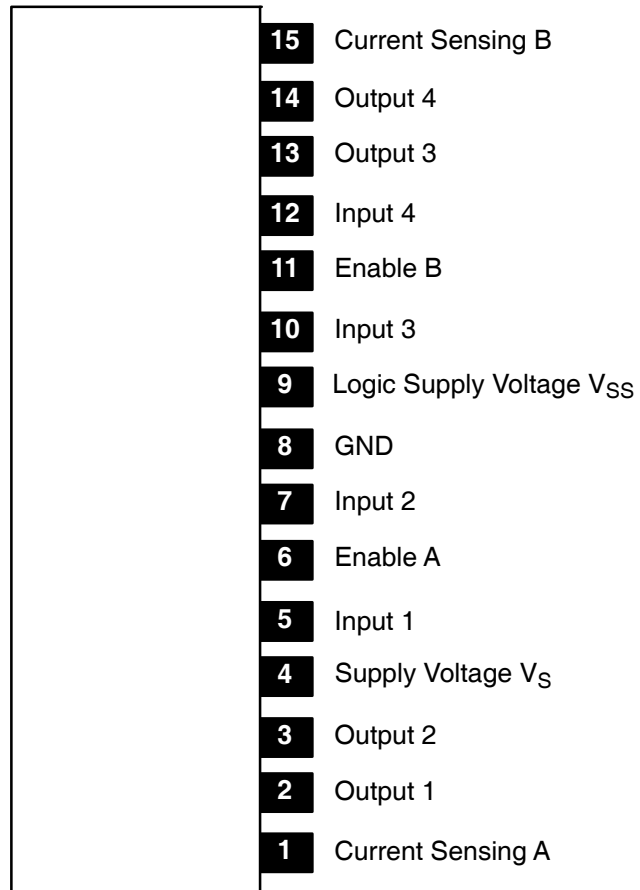 15 Current Sensing B
14 Output 4
13 Output 3
12 Input 4
11 Enable B
10 Input 3
9 Logic Supply Voltage VSS
8 GND
7 Input 2
6 Enable A
5 Input 1
4 Supply Voltage VS
3 Output 2
2 Output 1
1 Current Sensing A